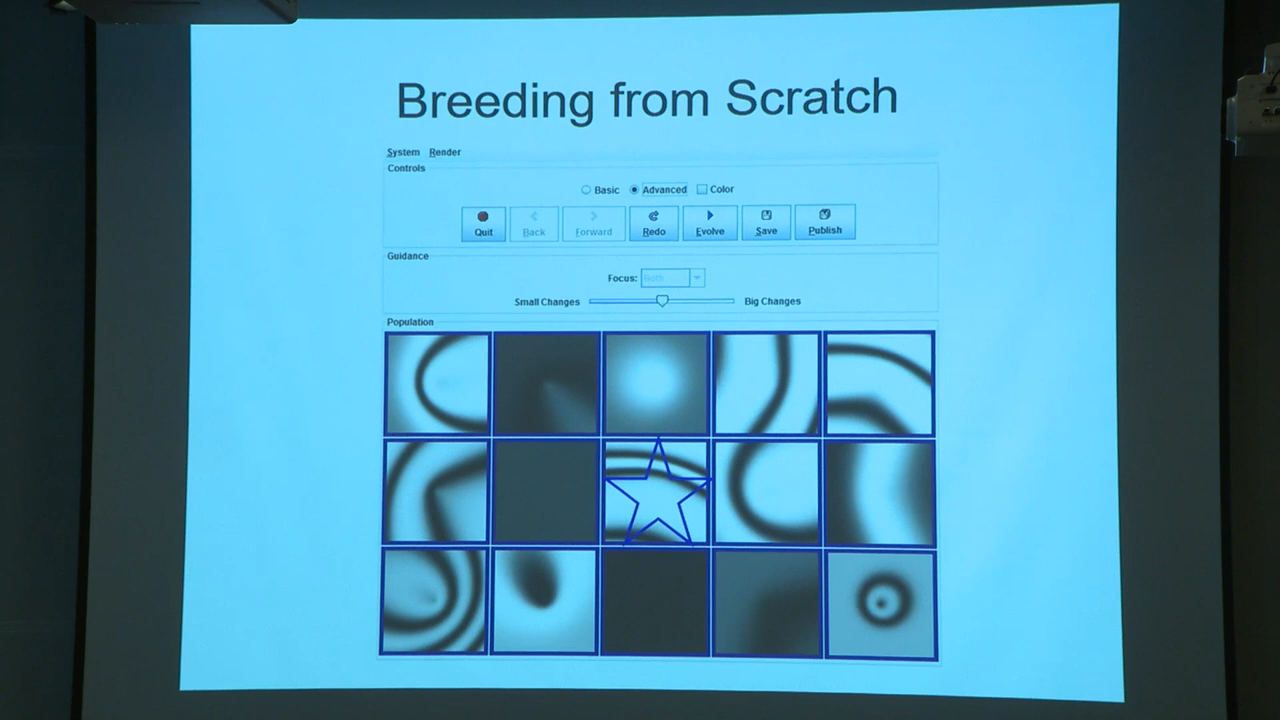 Breeding from Scratch
System Render
Controls
Basic Advanced Color
Quit Back Forward Redo Evolve Save Publish
Guidance
Focus: Both
Small Changes Big Changes
Population